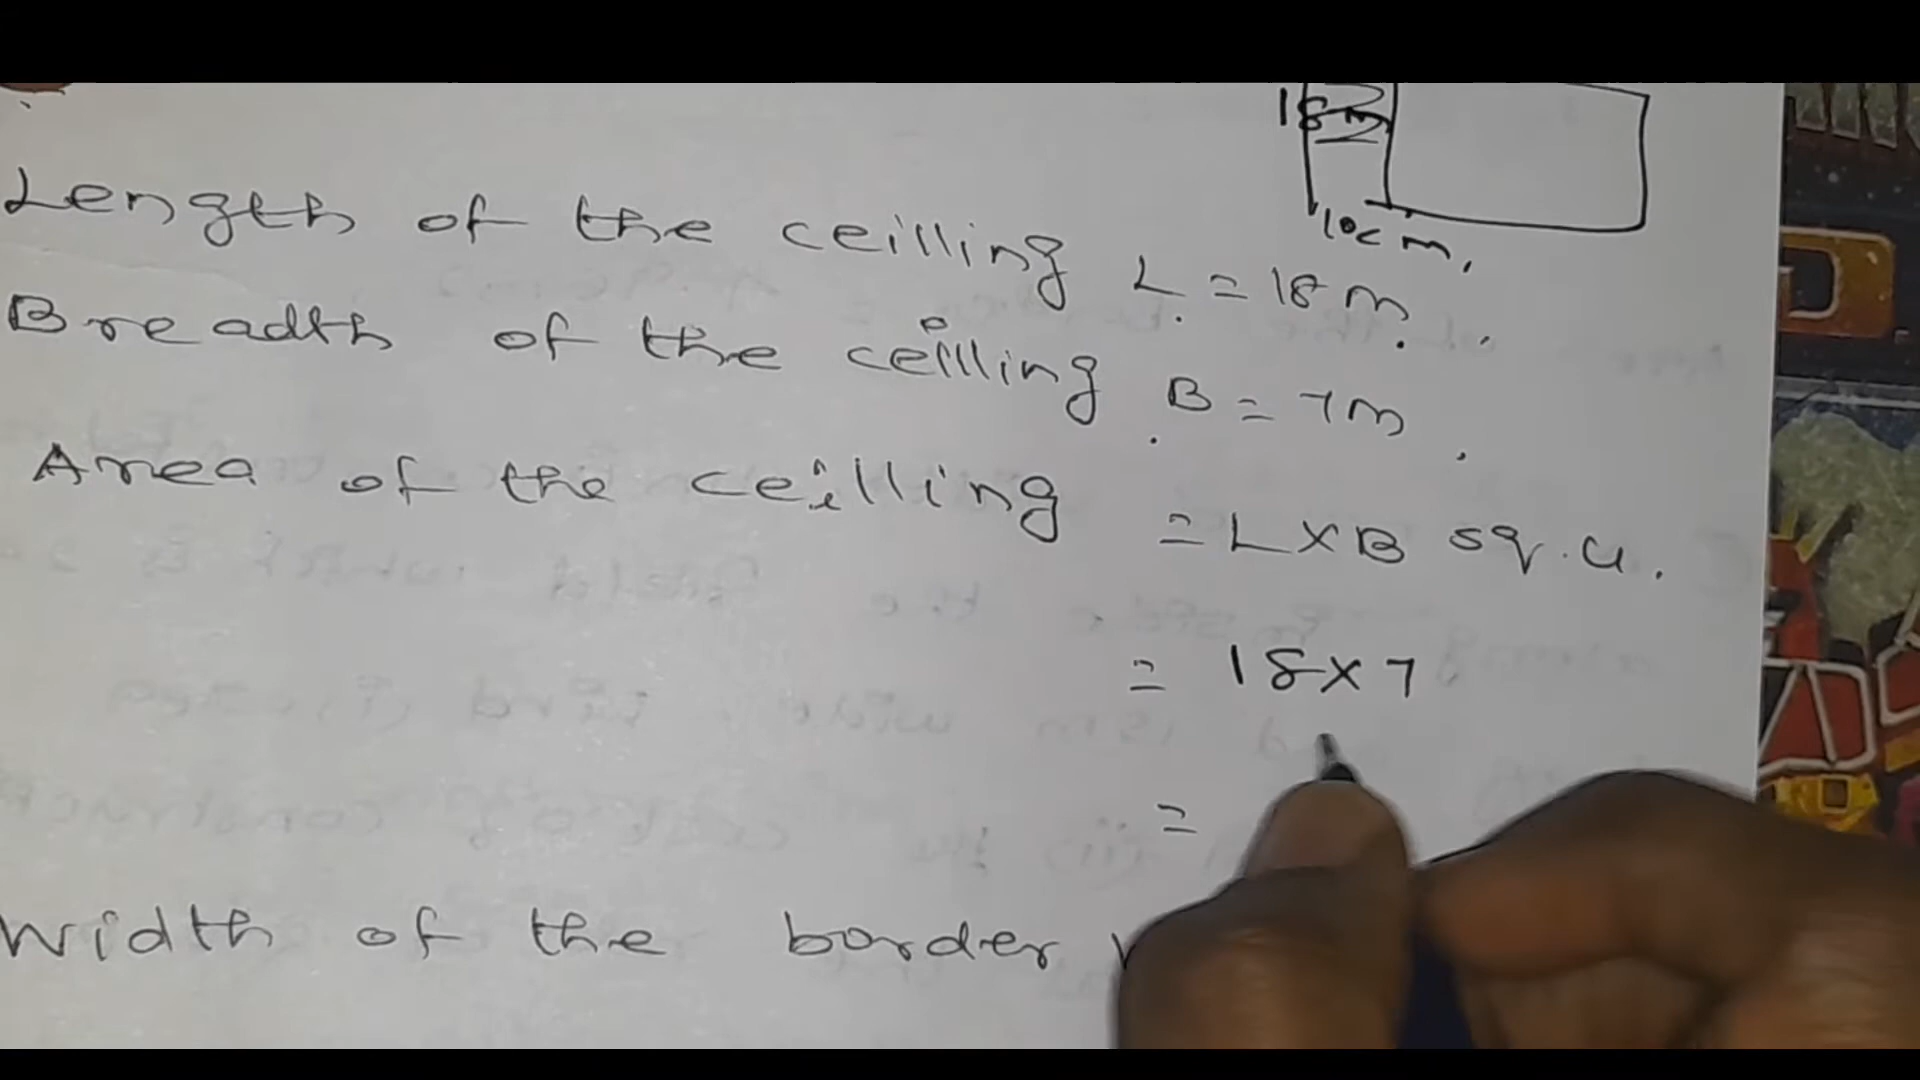 18m
10cm.
Length of the ceilling L = 18m.
Breadth of the ceilling B = 7m.
Area of the ceilling = L×B sq.u.
= 18×7
=
Width of the border